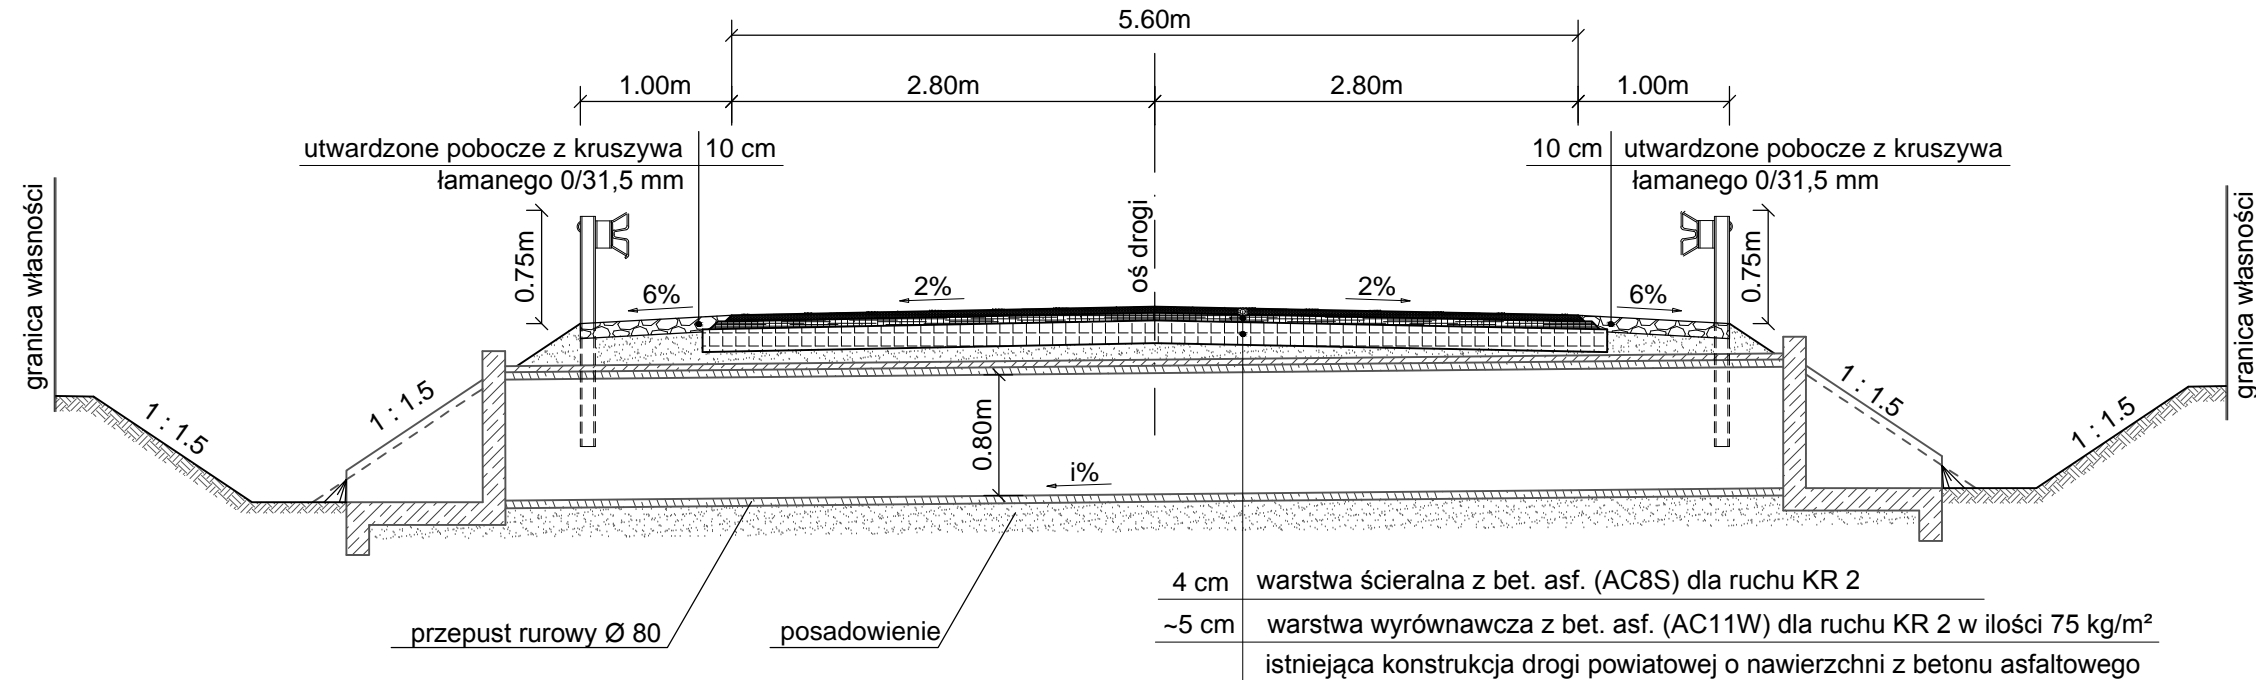 5.60m
1.00m
2.80m
2.80m
1.00m
utwardzone pobocze z kruszywa 10 cm
łamanego 0/31,5 mm
10 cm utwardzone pobocze z kruszywa
łamanego 0/31,5 mm
granica własności
0.75m
oś drogi
0.75m
granica własności
6%
2%
2%
6%
1 : 1.5
1 : 1.5
0.80m
i%
1 : 1.5
1 : 1.5
4 cm warstwa ścieralna z bet. asf. (AC8S) dla ruchu KR 2
~5 cm warstwa wyrównawcza z bet. asf. (AC11W) dla ruchu KR 2 w ilości 75 kg/m²
istniejąca konstrukcja drogi powiatowej o nawierzchni z betonu asfaltowego
przepust rurowy Ø 80
posadowienie